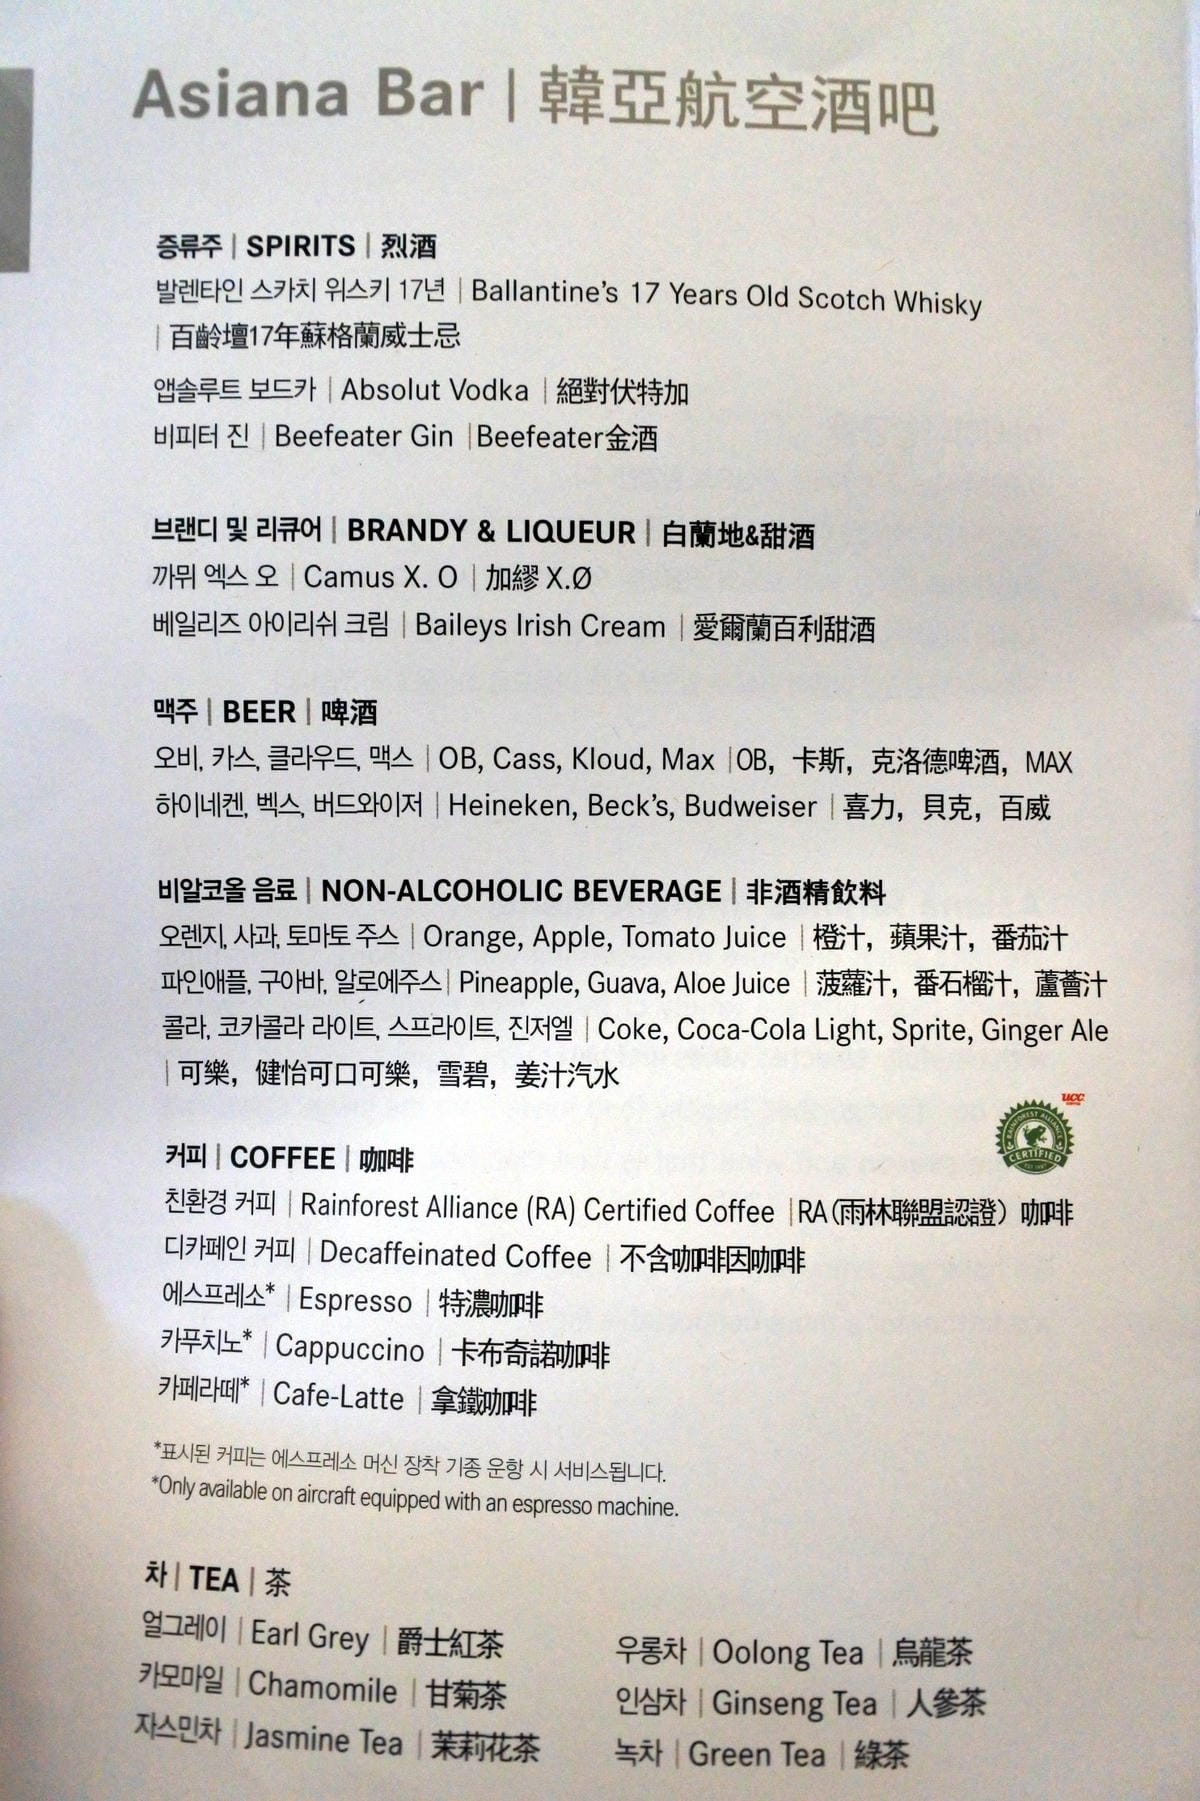 Asiana Bar | 韓亞航空酒吧
증류주 | SPIRITS | 烈酒
발렌타인 스카치 위스키 17년 | Ballantine's 17 Years Old Scotch Whisky
| 百齡壇17年蘇格蘭威士忌
앱솔루트 보드카 | Absolut Vodka | 絕對伏特加
비피터 진 | Beefeater Gin | Beefeater金酒
브랜디 및 리큐어 | BRANDY & LIQUEUR | 白蘭地&甜酒
까뮈 엑스 오 | Camus X. O | 加繆 X.Ø
베일리즈 아이리쉬 크림 | Baileys Irish Cream | 愛爾蘭百利甜酒
맥주 | BEER | 啤酒
오비, 카스, 클라우드, 맥스 | OB, Cass, Kloud, Max | OB，卡斯，克洛德啤酒，MAX
하이네켄, 벡스, 버드와이저 | Heineken, Beck's, Budweiser | 喜力，貝克，百威
비알코올 음료 | NON-ALCOHOLIC BEVERAGE | 非酒精飲料
오렌지, 사과, 토마토 주스 | Orange, Apple, Tomato Juice | 橙汁，蘋果汁，番茄汁
파인애플, 구아바, 알로에주스 | Pineapple, Guava, Aloe Juice | 菠蘿汁，番石榴汁，蘆薈汁
콜라, 코카콜라 라이트, 스프라이트, 진저엘 | Coke, Coca-Cola Light, Sprite, Ginger Ale
| 可樂，健怡可口可樂，雪碧，姜汁汽水
ucc
RAINFOREST ALLIANCE
CERTIFIED
커피 | COFFEE | 咖啡
친환경 커피 | Rainforest Alliance (RA) Certified Coffee | RA（雨林聯盟認證）咖啡
디카페인 커피 | Decaffeinated Coffee | 不含咖啡因咖啡
에스프레소* | Espresso | 特濃咖啡
카푸치노* | Cappuccino | 卡布奇諾咖啡
카페라떼* | Cafe-Latte | 拿鐵咖啡
*표시된 커피는 에스프레소 머신 장착 기종 운항 시 서비스됩니다.
*Only available on aircraft equipped with an espresso machine.
차 | TEA | 茶
얼그레이 | Earl Grey | 爵士紅茶
카모마일 | Chamomile | 甘菊茶
자스민차 | Jasmine Tea | 茉莉花茶
우롱차 | Oolong Tea | 烏龍茶
인삼차 | Ginseng Tea | 人參茶
녹차 | Green Tea | 綠茶